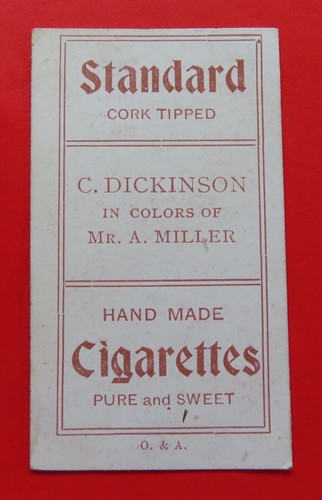 Standard
CORK TIPPED
C. DICKINSON
IN COLORS OF
MR. A. MILLER
HAND MADE
Cigarettes
PURE and SWEET
O. & A.